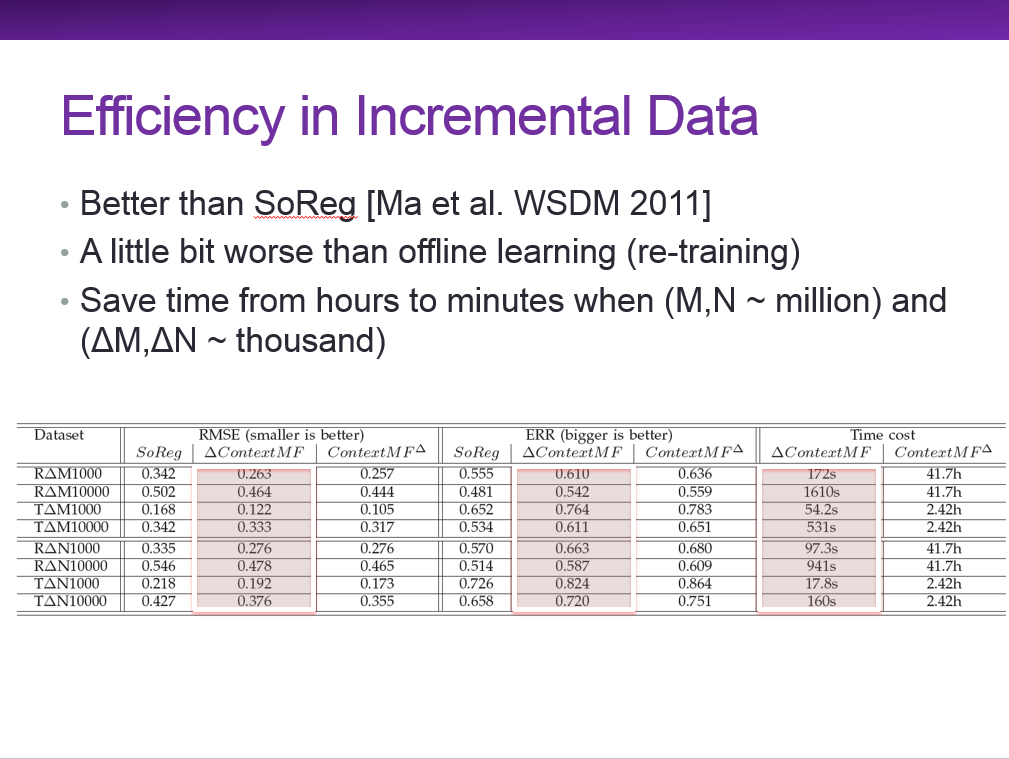 Efficiency in Incremental Data
• Better than SoReg [Ma et al. WSDM 2011]
• A little bit worse than offline learning (re-training)
• Save time from hours to minutes when (M,N ~ million) and
(ΔM,ΔN ~ thousand)
Dataset RMSE (smaller is better) ERR (bigger is better) Time cost
SoReg ΔContextMF ContextMF^Δ SoReg ΔContextMF ContextMF^Δ ΔContextMF ContextMF^Δ
RΔM1000 0.342 0.263 0.257 0.555 0.610 0.636 172s 41.7h
RΔM10000 0.502 0.464 0.444 0.481 0.542 0.559 1610s 41.7h
TΔM1000 0.168 0.122 0.105 0.652 0.764 0.783 54.2s 2.42h
TΔM10000 0.342 0.333 0.317 0.534 0.611 0.651 531s 2.42h
RΔN1000 0.335 0.276 0.276 0.570 0.663 0.680 97.3s 41.7h
RΔN10000 0.546 0.478 0.465 0.514 0.587 0.609 941s 41.7h
TΔN1000 0.218 0.192 0.173 0.726 0.824 0.864 17.8s 2.42h
TΔN10000 0.427 0.376 0.355 0.658 0.720 0.751 160s 2.42h